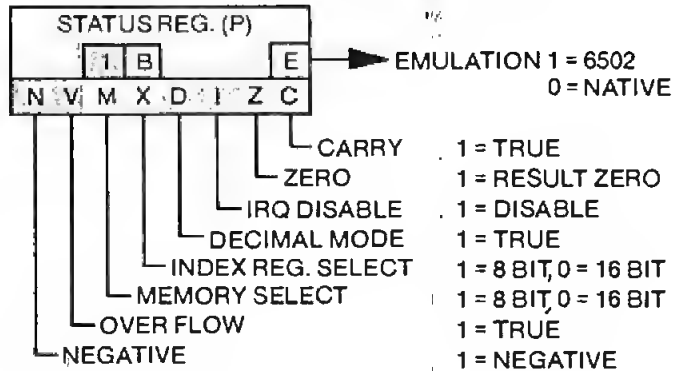 STATUS REG. (P)
1 B E EMULATION 1 = 6502
N V M X D I Z C 0 = NATIVE
CARRY 1 = TRUE
ZERO 1 = RESULT ZERO
IRQ DISABLE 1 = DISABLE
DECIMAL MODE 1 = TRUE
INDEX REG. SELECT 1 = 8 BIT, 0 = 16 BIT
MEMORY SELECT 1 = 8 BIT, 0 = 16 BIT
OVER FLOW 1 = TRUE
NEGATIVE 1 = NEGATIVE